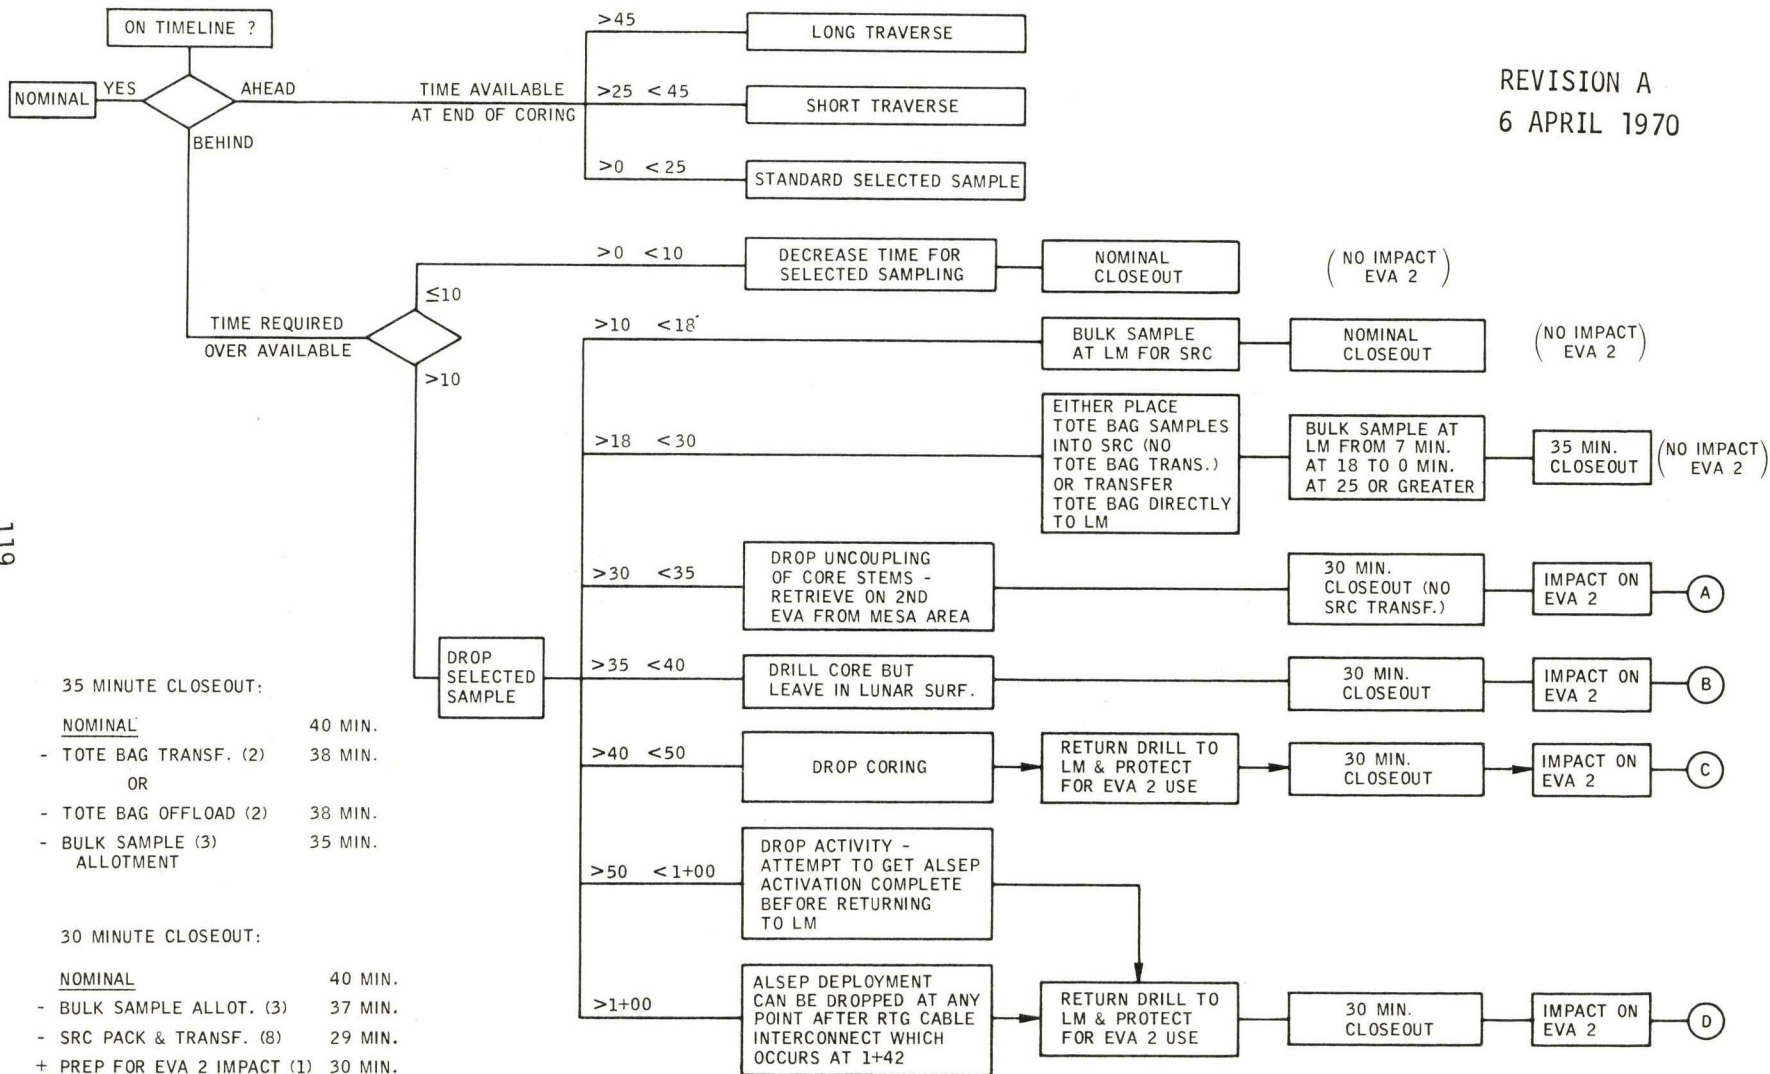 ON TIMELINE ?
NOMINAL
YES
AHEAD
BEHIND
TIME AVAILABLE
AT END OF CORING
>45
LONG TRAVERSE
>25 <45
SHORT TRAVERSE
>0 <25
STANDARD SELECTED SAMPLE
REVISION A
6 APRIL 1970
TIME REQUIRED
OVER AVAILABLE
≤10
>10
>0 <10
DECREASE TIME FOR
SELECTED SAMPLING
NOMINAL
CLOSEOUT
(NO IMPACT
EVA 2)
DROP
SELECTED
SAMPLE
>10 <18
BULK SAMPLE
AT LM FOR SRC
NOMINAL
CLOSEOUT
(NO IMPACT
EVA 2)
>18 <30
EITHER PLACE
TOTE BAG SAMPLES
INTO SRC (NO
TOTE BAG TRANS.)
OR TRANSFER
TOTE BAG DIRECTLY
TO LM
BULK SAMPLE AT
LM FROM 7 MIN.
AT 18 TO 0 MIN.
AT 25 OR GREATER
35 MIN.
CLOSEOUT
(NO IMPACT
EVA 2)
>30 <35
DROP UNCOUPLING
OF CORE STEMS -
RETRIEVE ON 2ND
EVA FROM MESA AREA
30 MIN.
CLOSEOUT (NO
SRC TRANSF.)
IMPACT ON
EVA 2
A
>35 <40
DRILL CORE BUT
LEAVE IN LUNAR SURF.
30 MIN.
CLOSEOUT
IMPACT ON
EVA 2
B
>40 <50
DROP CORING
RETURN DRILL TO
LM & PROTECT
FOR EVA 2 USE
30 MIN.
CLOSEOUT
IMPACT ON
EVA 2
C
>50 <1+00
DROP ACTIVITY -
ATTEMPT TO GET ALSEP
ACTIVATION COMPLETE
BEFORE RETURNING
TO LM
>1+00
ALSEP DEPLOYMENT
CAN BE DROPPED AT ANY
POINT AFTER RTG CABLE
INTERCONNECT WHICH
OCCURS AT 1+42
RETURN DRILL TO
LM & PROTECT
FOR EVA 2 USE
30 MIN.
CLOSEOUT
IMPACT ON
EVA 2
D
35 MINUTE CLOSEOUT:
NOMINAL 40 MIN.
- TOTE BAG TRANSF. (2) 38 MIN.
OR
- TOTE BAG OFFLOAD (2) 38 MIN.
- BULK SAMPLE (3) 35 MIN.
ALLOTMENT
30 MINUTE CLOSEOUT:
NOMINAL 40 MIN.
- BULK SAMPLE ALLOT. (3) 37 MIN.
- SRC PACK & TRANSF. (8) 29 MIN.
+ PREP FOR EVA 2 IMPACT (1) 30 MIN.
119